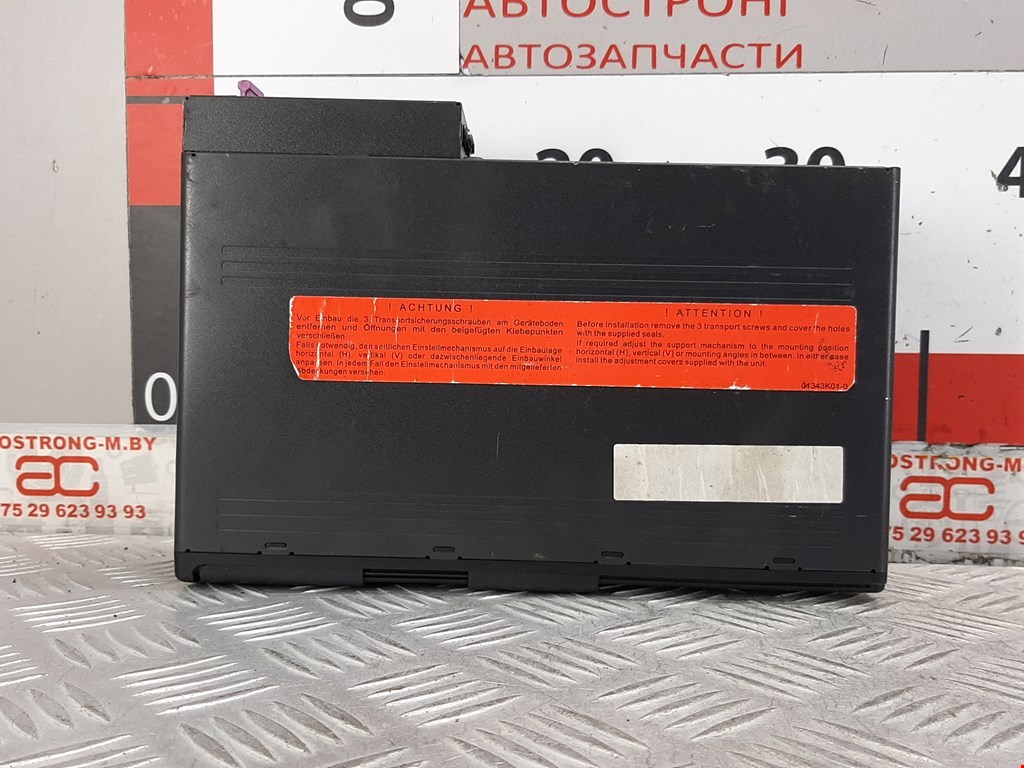 АВТОСТРОНГ
АВТОЗАПЧАСТИ
0
20
30
4
0
! ACHTUNG !
Vor Einbau die 3 Transportsicherungsschrauben am Geräteboden
entfernen und Öffnungen mit den beigefügten Klebepunkten
verschließen.
Falls notwendig, den seitlichen Einstellmechanismus auf die Einbaulage
horizontal (H), vertikal (V) oder dazwischenliegende Einbauwinkel
anpassen. In jedem Fall den Einstellmechanismus mit den mitgelieferten
Abdeckungen versehen.
! ATTENTION !
Before installation remove the 3 transport screws and cover the holes
with the supplied seals.
If required adjust the support mechanism to the mounting position
horizontal (H), vertical (V) or mounting angles in between. In either case
install the adjustment covers supplied with the unit.
01343K01-0
OSTRONG-M.BY
ac
75 29 623 93 93
OSTRONG-M
ac
75 29 623 9